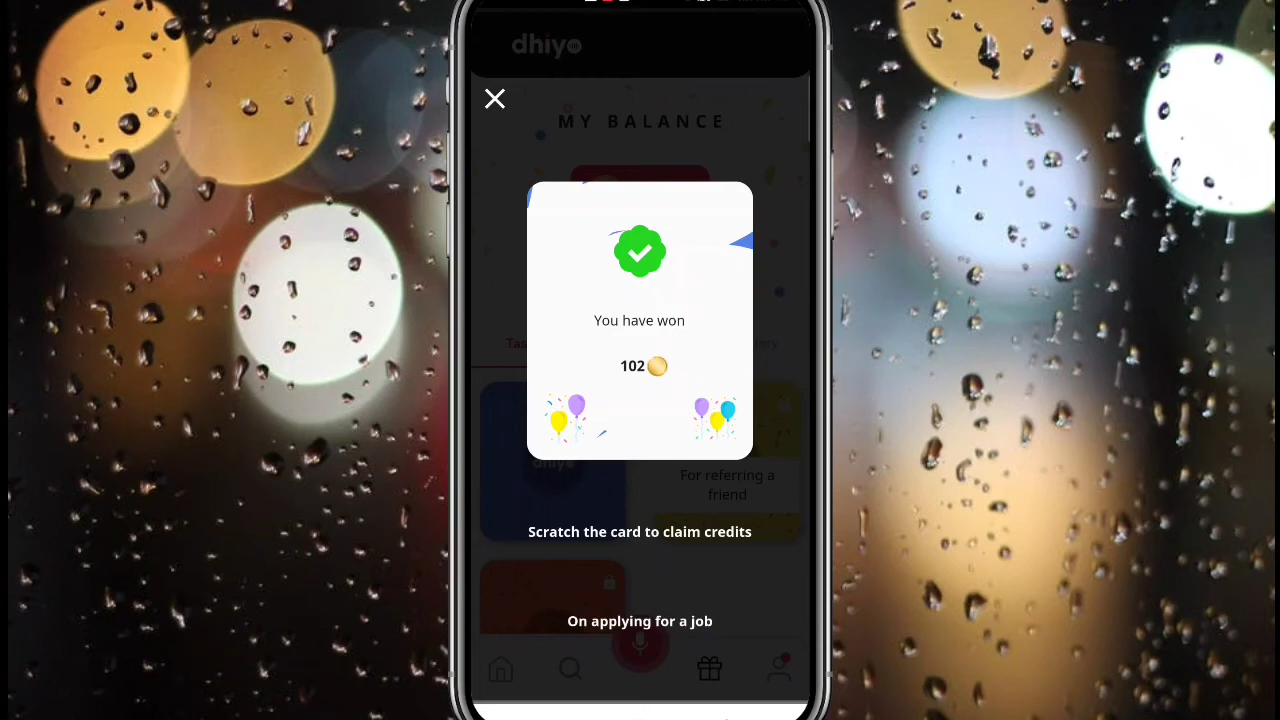 dhiyo
MY BALANCE
You have won
102
dhiyo
For referring a
friend
Scratch the card to claim credits
On applying for a job